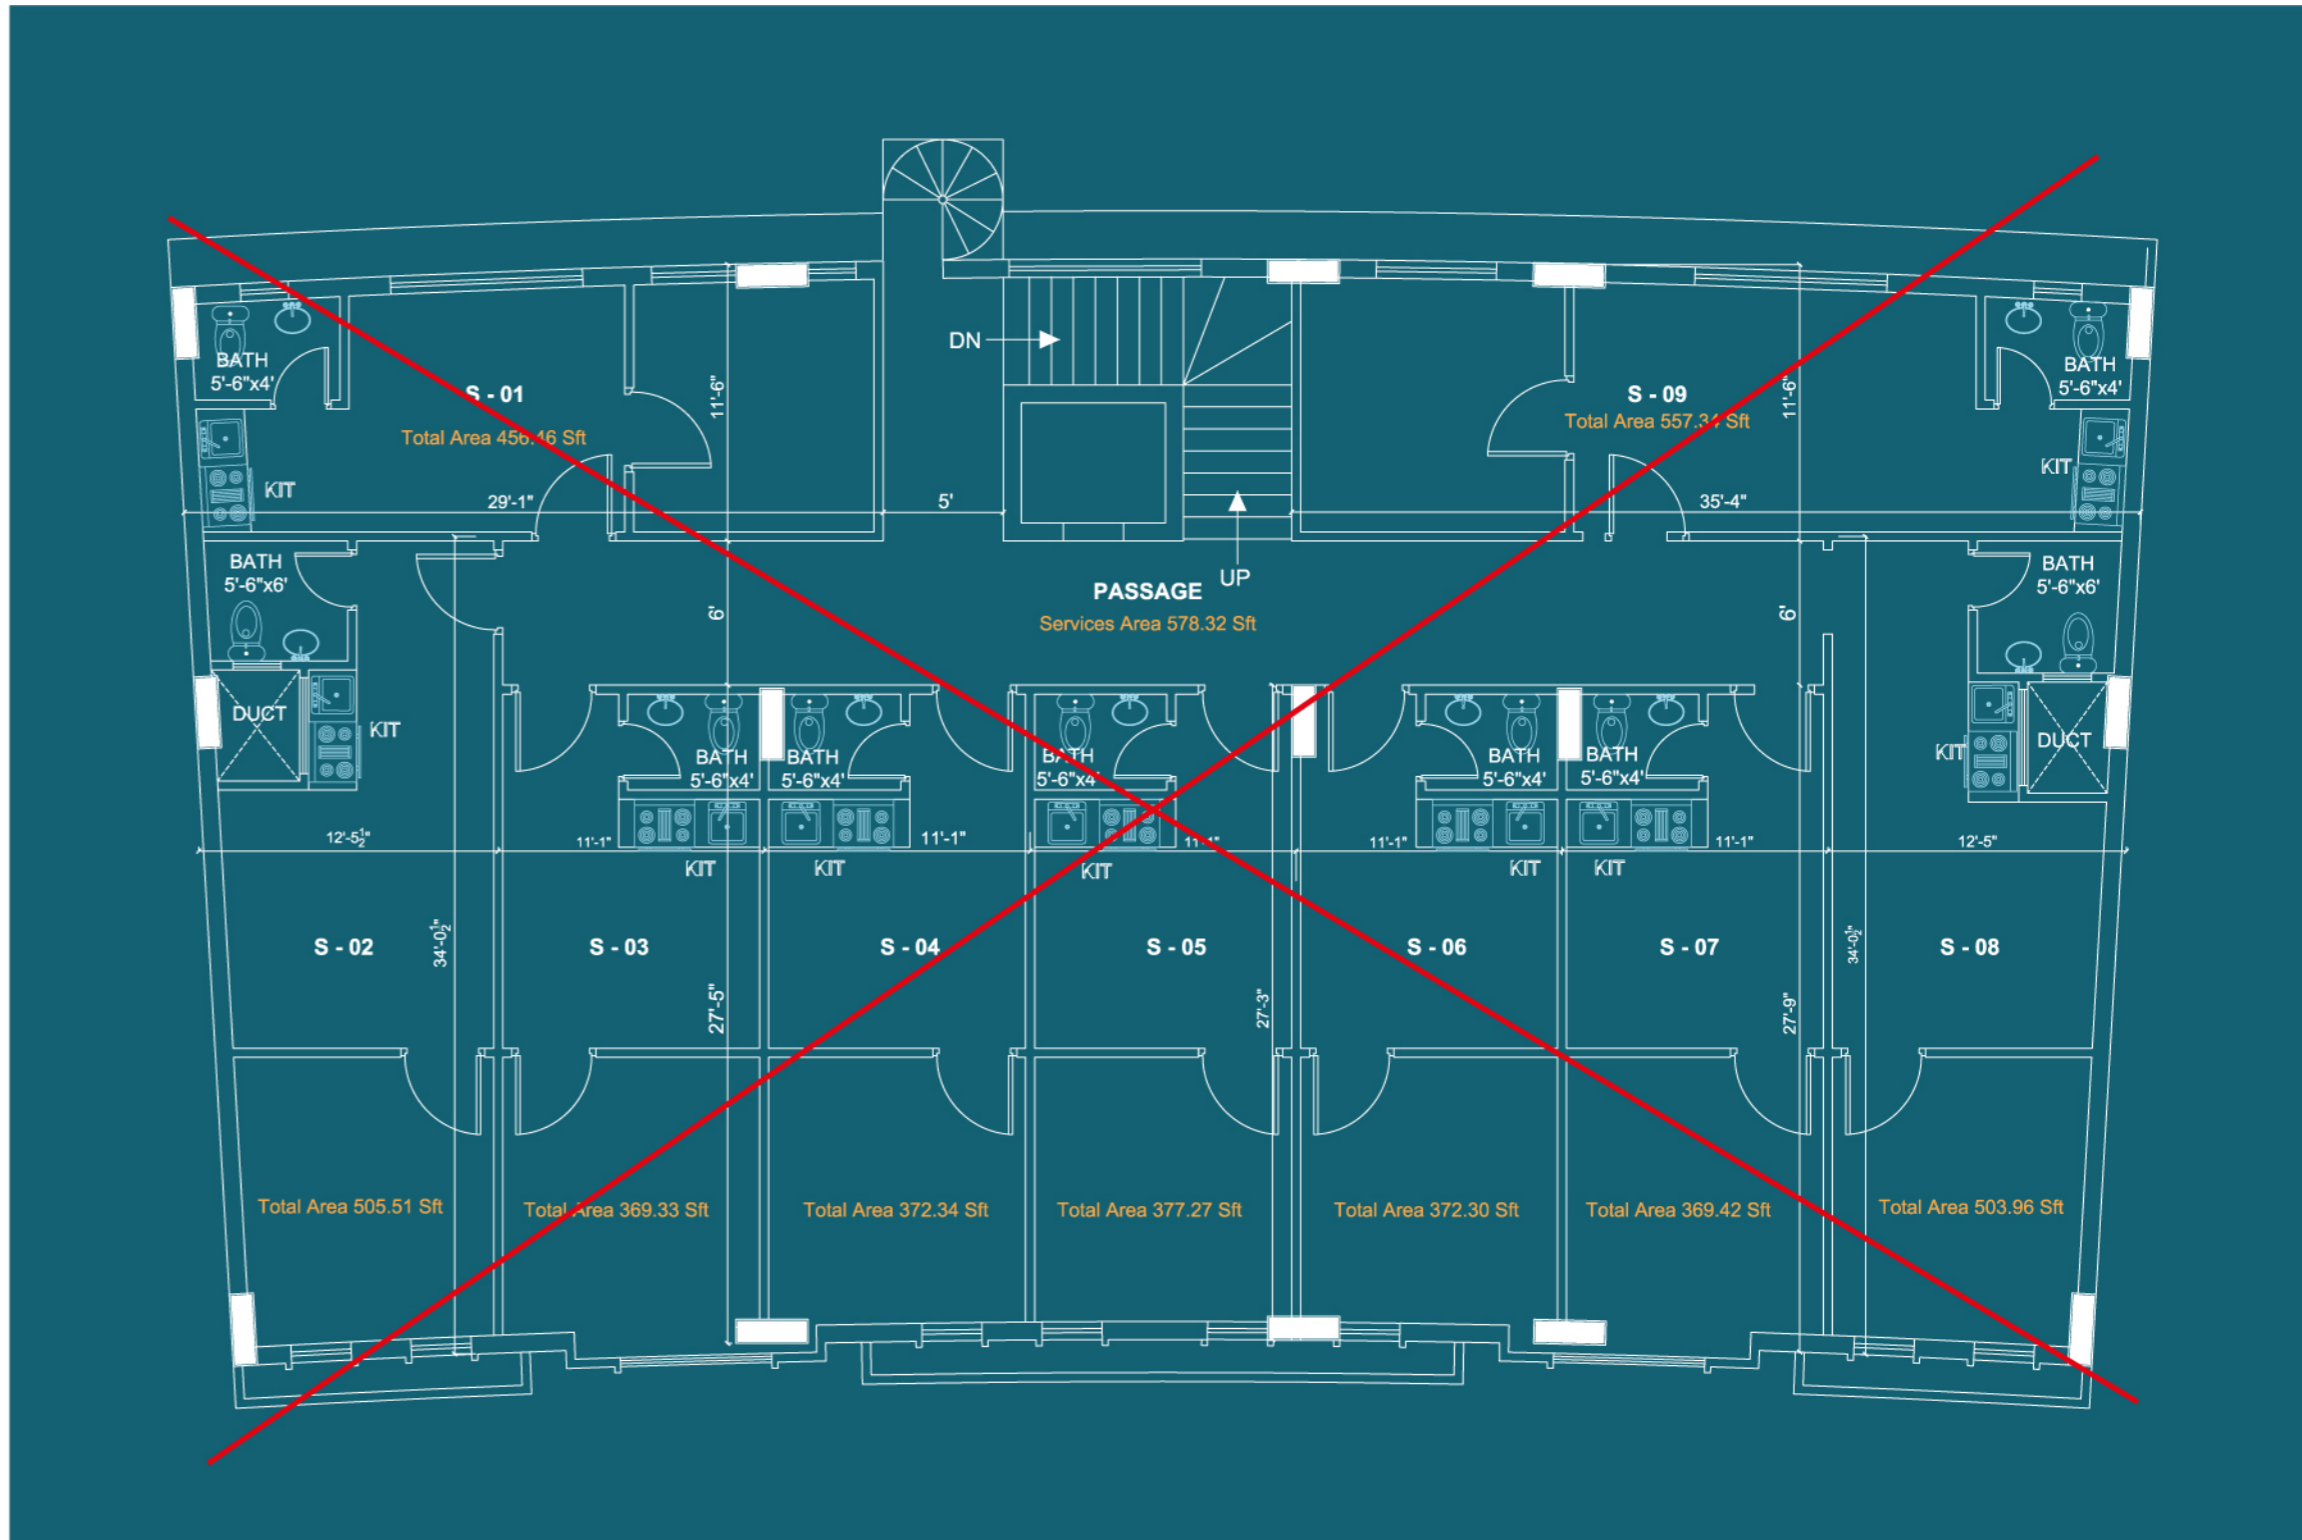 DN
BATH
5'-6"x4'
S - 01
Total Area 456.46 Sft
11'-6"
KIT
29'-1"
5'
S - 09
Total Area 557.34 Sft
11'-6"
BATH
5'-6"x4'
KIT
35'-4"
BATH
5'-6"x6'
6'
PASSAGE
UP
Services Area 578.32 Sft
6'
BATH
5'-6"x6'
DUCT
KIT
BATH
5'-6"x4'
BATH
5'-6"x4'
BATH
5'-6"x4'
BATH
5'-6"x4'
BATH
5'-6"x4'
KIT
DUCT
12'-5½"
11'-1"
11'-1"
11'-1"
11'-1"
11'-1"
12'-5"
KIT
KIT
KIT
KIT
KIT
S - 02
34'-0½"
S - 03
S - 04
S - 05
S - 06
S - 07
34'-0½"
S - 08
27'-5"
27'-3"
27'-9"
Total Area 505.51 Sft
Total Area 369.33 Sft
Total Area 372.34 Sft
Total Area 377.27 Sft
Total Area 372.30 Sft
Total Area 369.42 Sft
Total Area 503.96 Sft